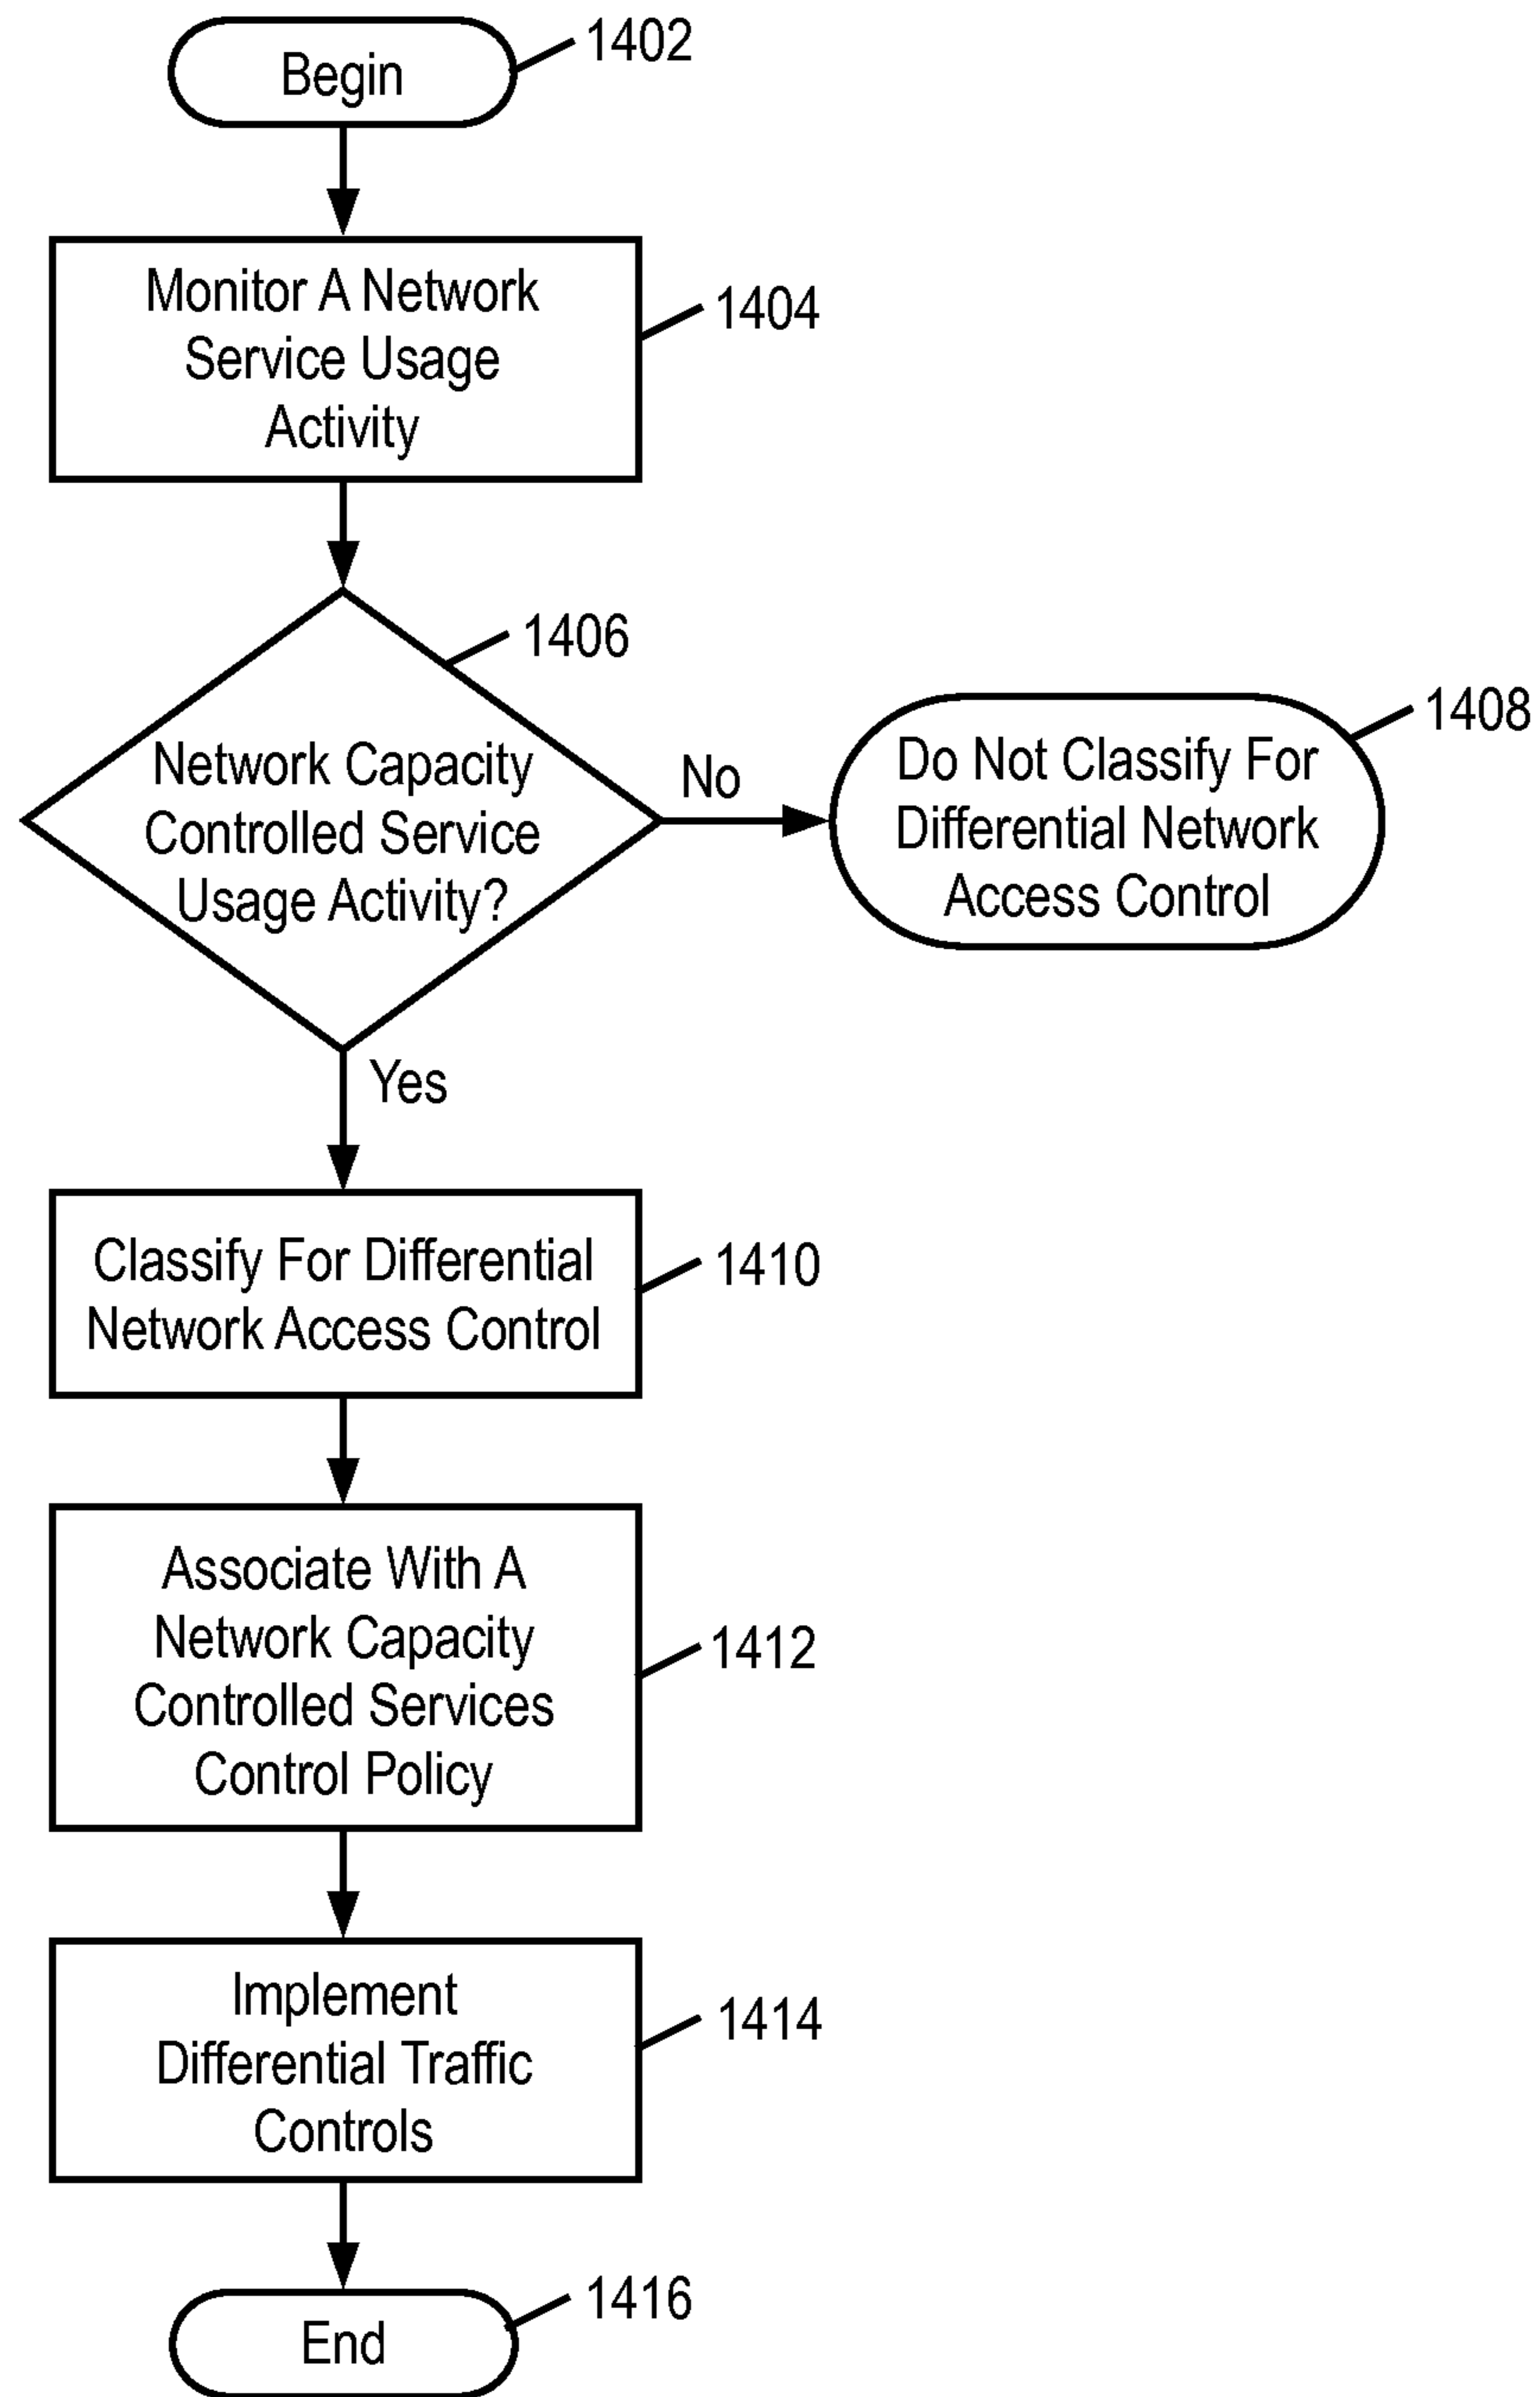 Begin
1402
Monitor A Network
Service Usage
Activity
1404
1406
Network Capacity
Controlled Service
Usage Activity?
No
Do Not Classify For
Differential Network
Access Control
1408
Yes
Classify For Differential
Network Access Control
1410
Associate With A
Network Capacity
Controlled Services
Control Policy
1412
Implement
Differential Traffic
Controls
1414
End
1416